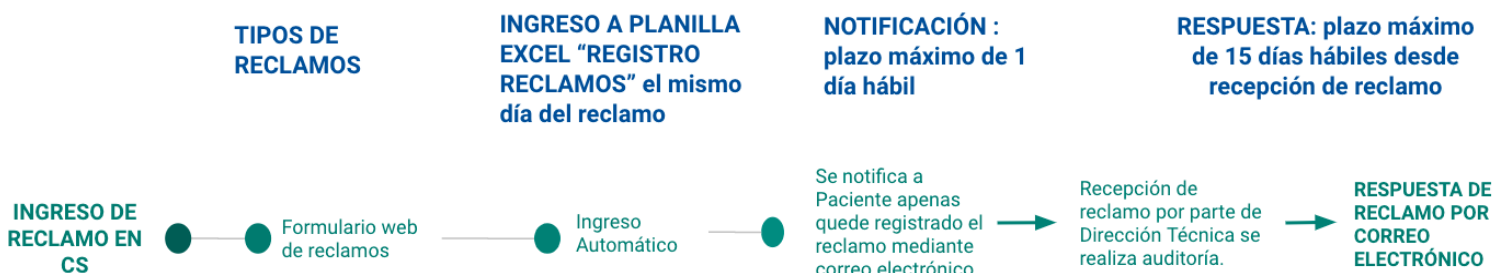 TIPOS DE
RECLAMOS
INGRESO A PLANILLA
EXCEL “REGISTRO
RECLAMOS” el mismo
día del reclamo
NOTIFICACIÓN :
plazo máximo de 1
día hábil
RESPUESTA: plazo máximo
de 15 días hábiles desde
recepción de reclamo
INGRESO DE
RECLAMO EN
CS
Formulario web
de reclamos
Ingreso
Automático
Se notifica a
Paciente apenas
quede registrado el
reclamo mediante
correo electrónico
Recepción de
reclamo por parte de
Dirección Técnica se
realiza auditoría.
RESPUESTA DE
RECLAMO POR
CORREO
ELECTRÓNICO